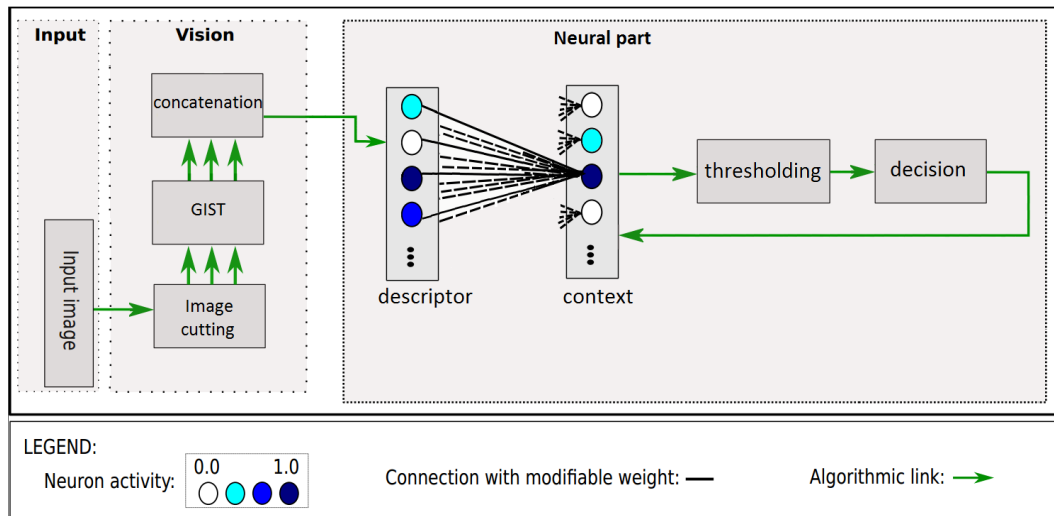 Input
Vision
Neural part
concatenation
GIST
Input image
Image
cutting
descriptor
context
thresholding
decision
LEGEND:
Neuron activity:
0.0 1.0
Connection with modifiable weight:
Algorithmic link: